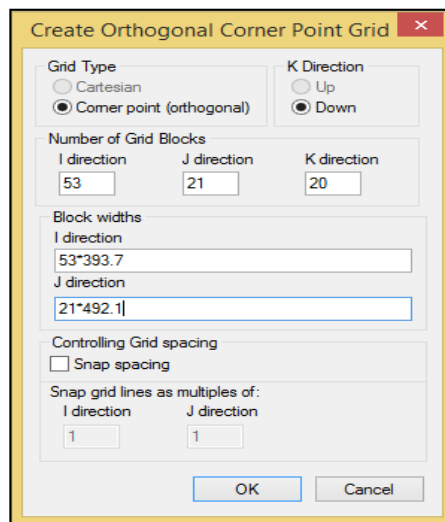 Create Orthogonal Corner Point Grid ×
Grid Type
K Direction
Cartesian
Up
Corner point (orthogonal)
Down
Number of Grid Blocks
I direction J direction K direction
53 21 20
Block widths
I direction
53*393.7
J direction
21*492.1
Controlling Grid spacing
Snap spacing
Snap grid lines as multiples of:
I direction J direction
1 1
OK Cancel